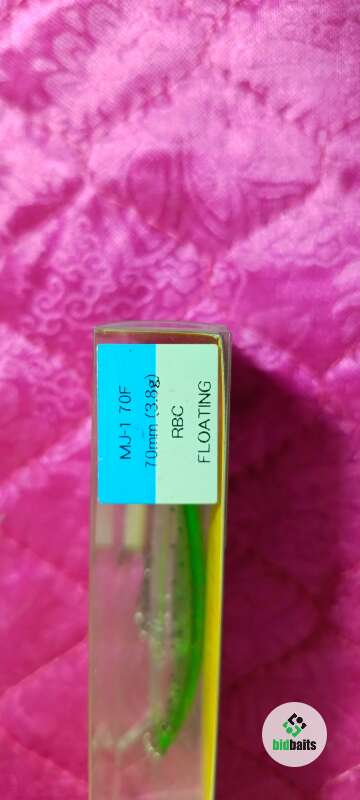 MJ-1 70F
70mm (3.8g)
RBC
FLOATING
bidbaits